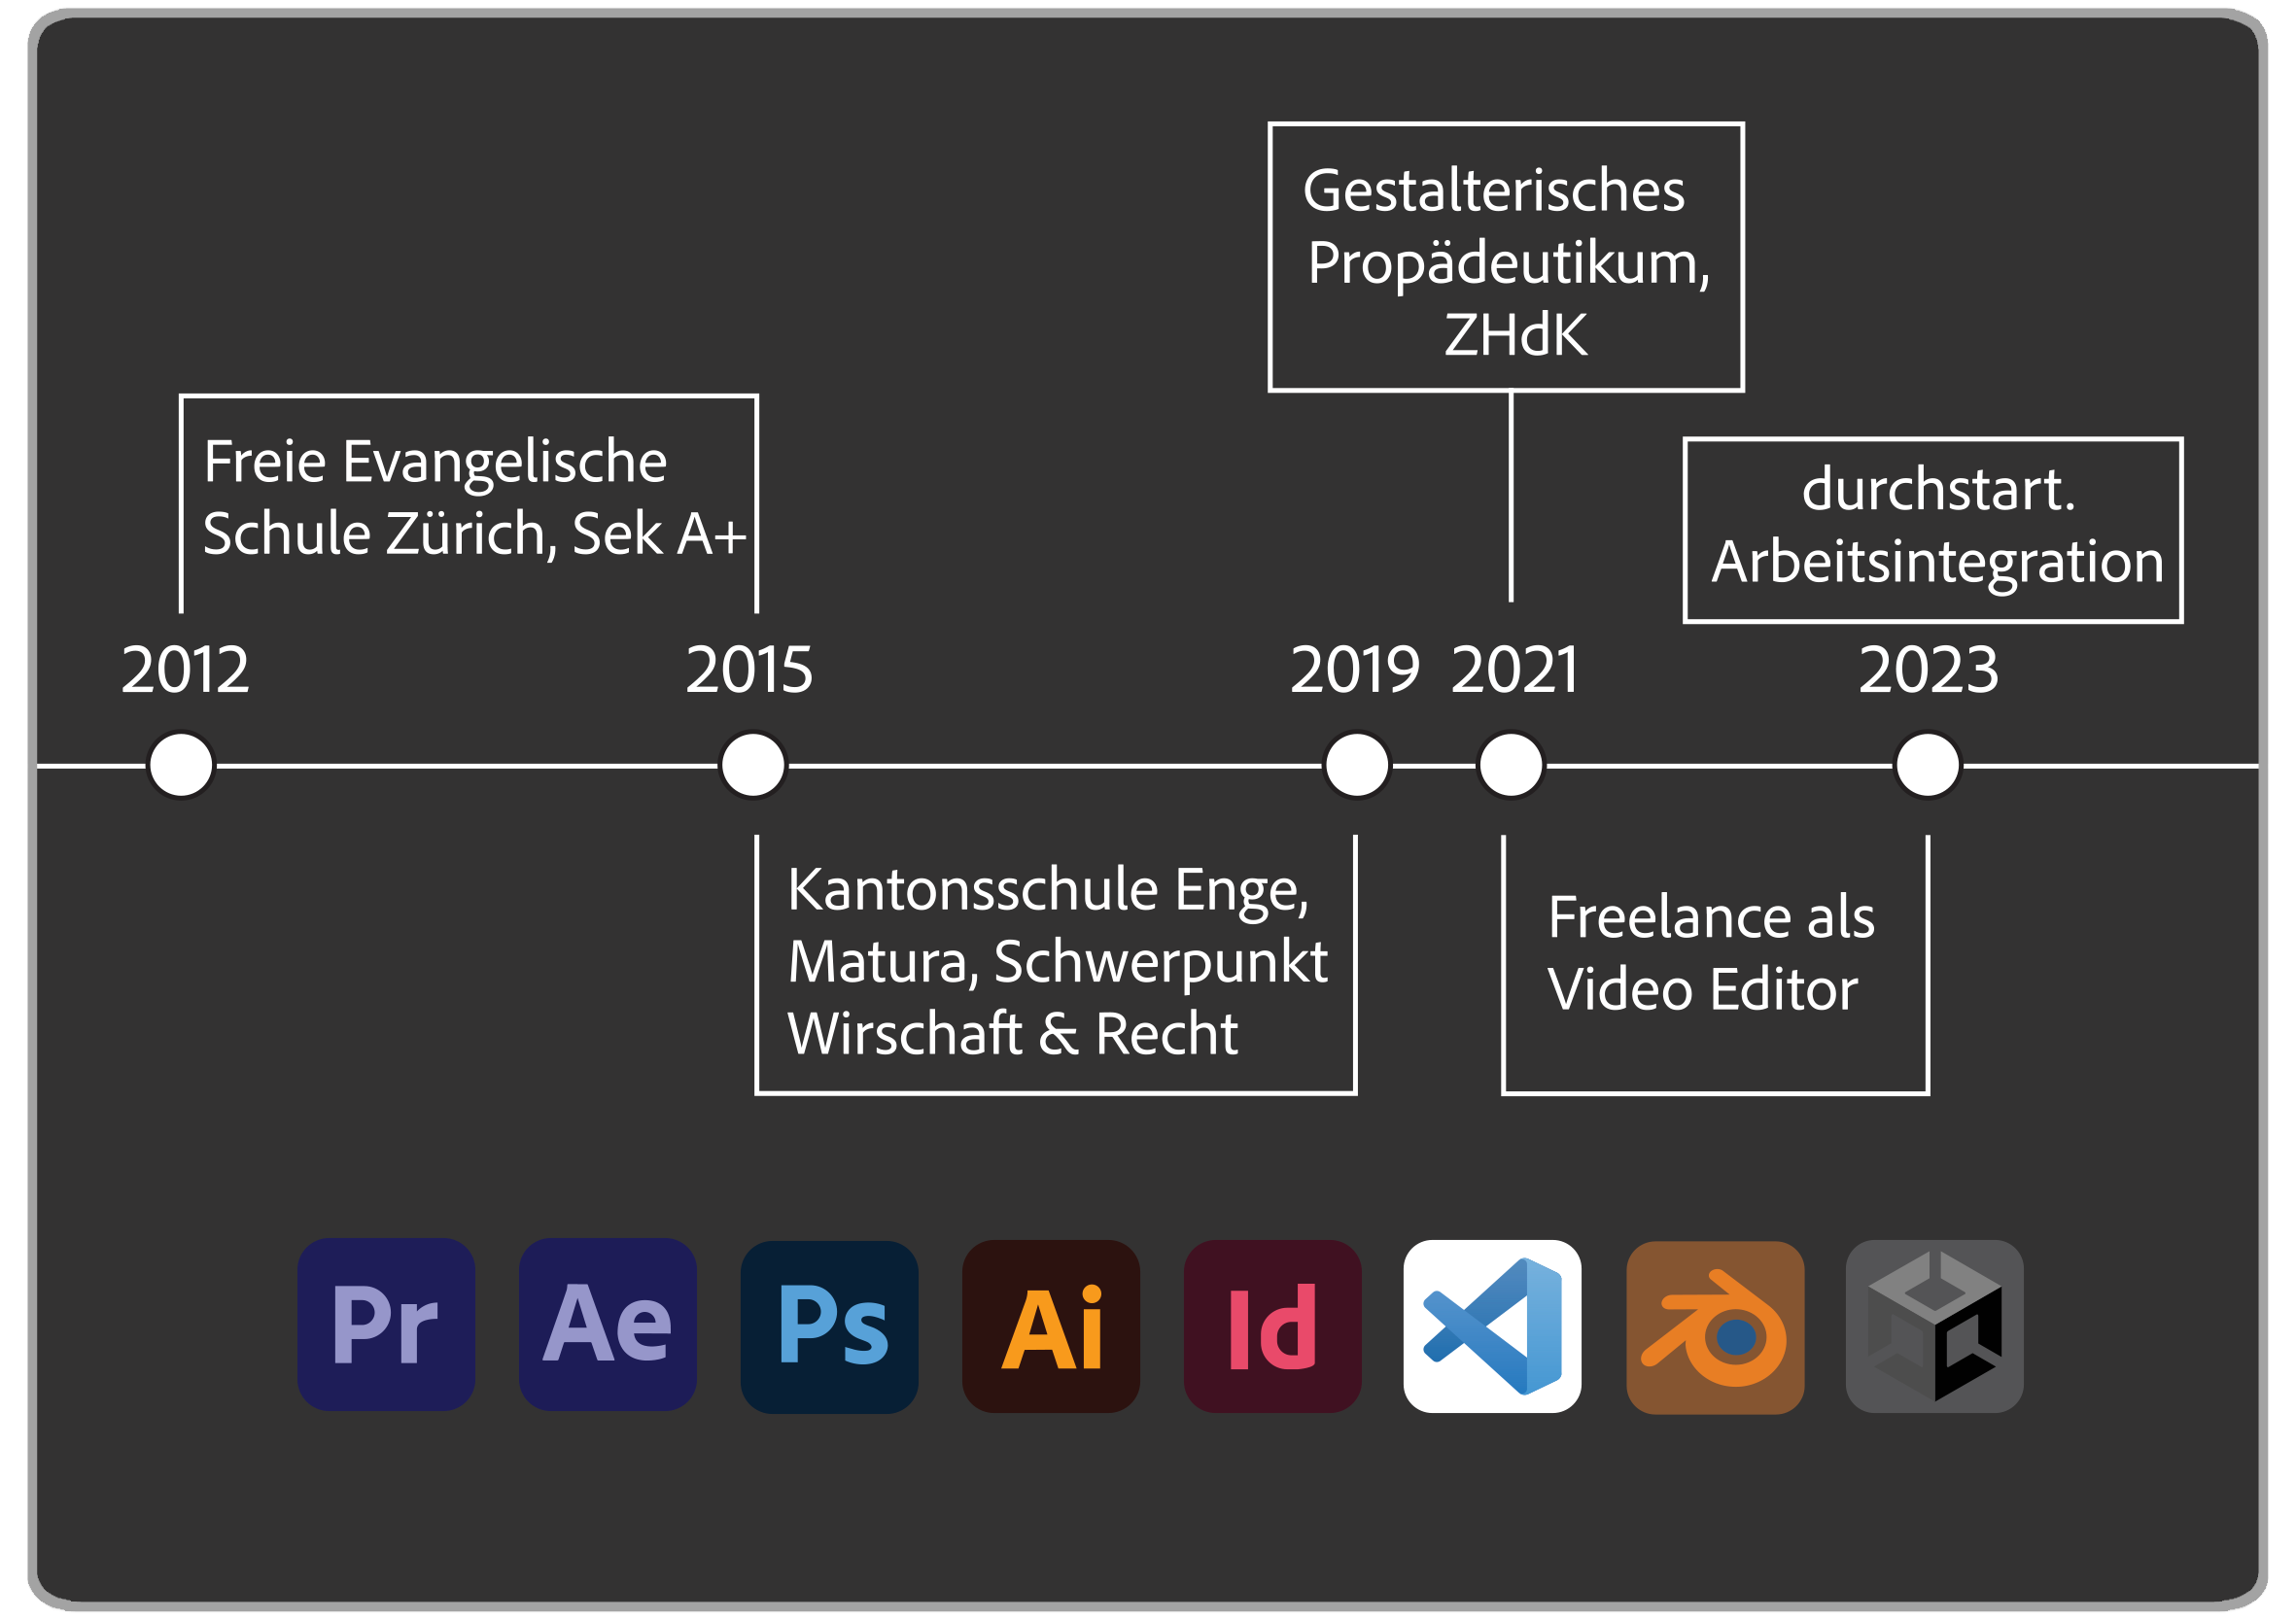 Gestalterisches
Propädeutikum,
ZHdK
Freie Evangelische
Schule Zürich, Sek A+
durchstart.
Arbeitsintegration
2012
2015
2019
2021
2023
Kantonsschule Enge,
Matura, Schwerpunkt
Wirschaft & Recht
Freelance als
Video Editor
Pr
Ae
Ps
Ai
Id